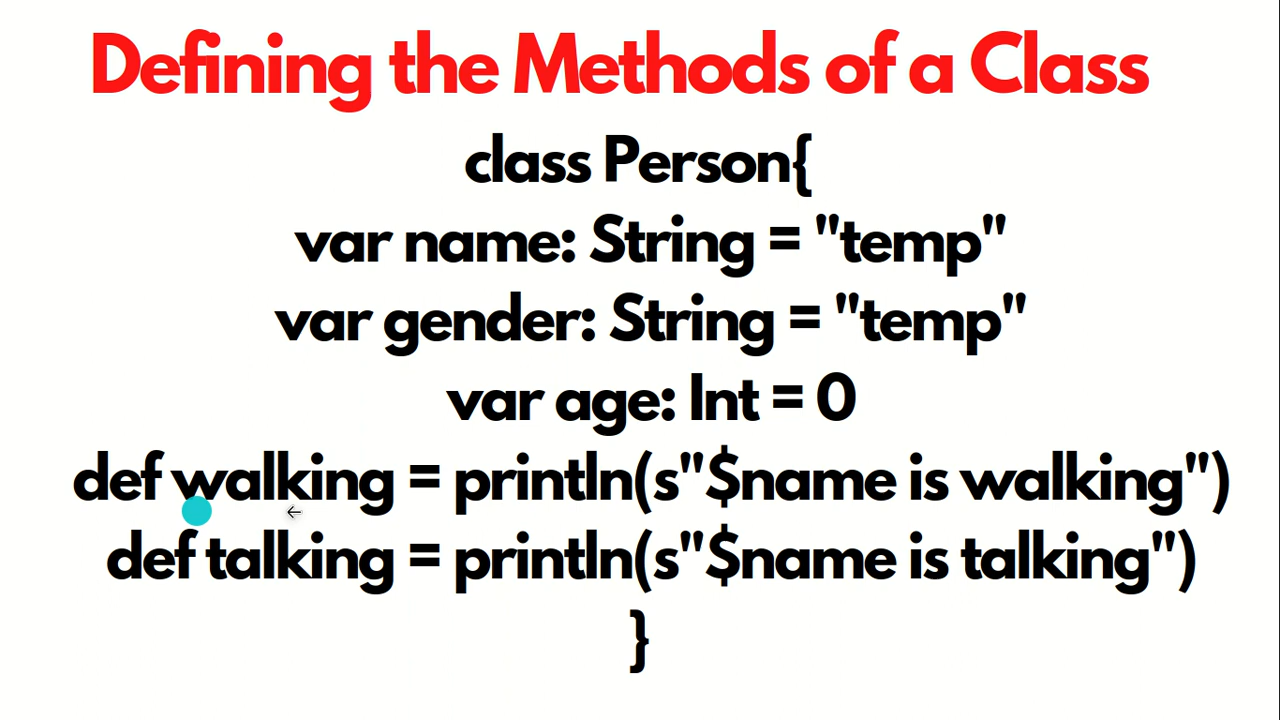 Defining the Methods of a Class
class Person{
var name: String = "temp"
var gender: String = "temp"
var age: Int = 0
def walking = println(s"$name is walking")
def talking = println(s"$name is talking")
}